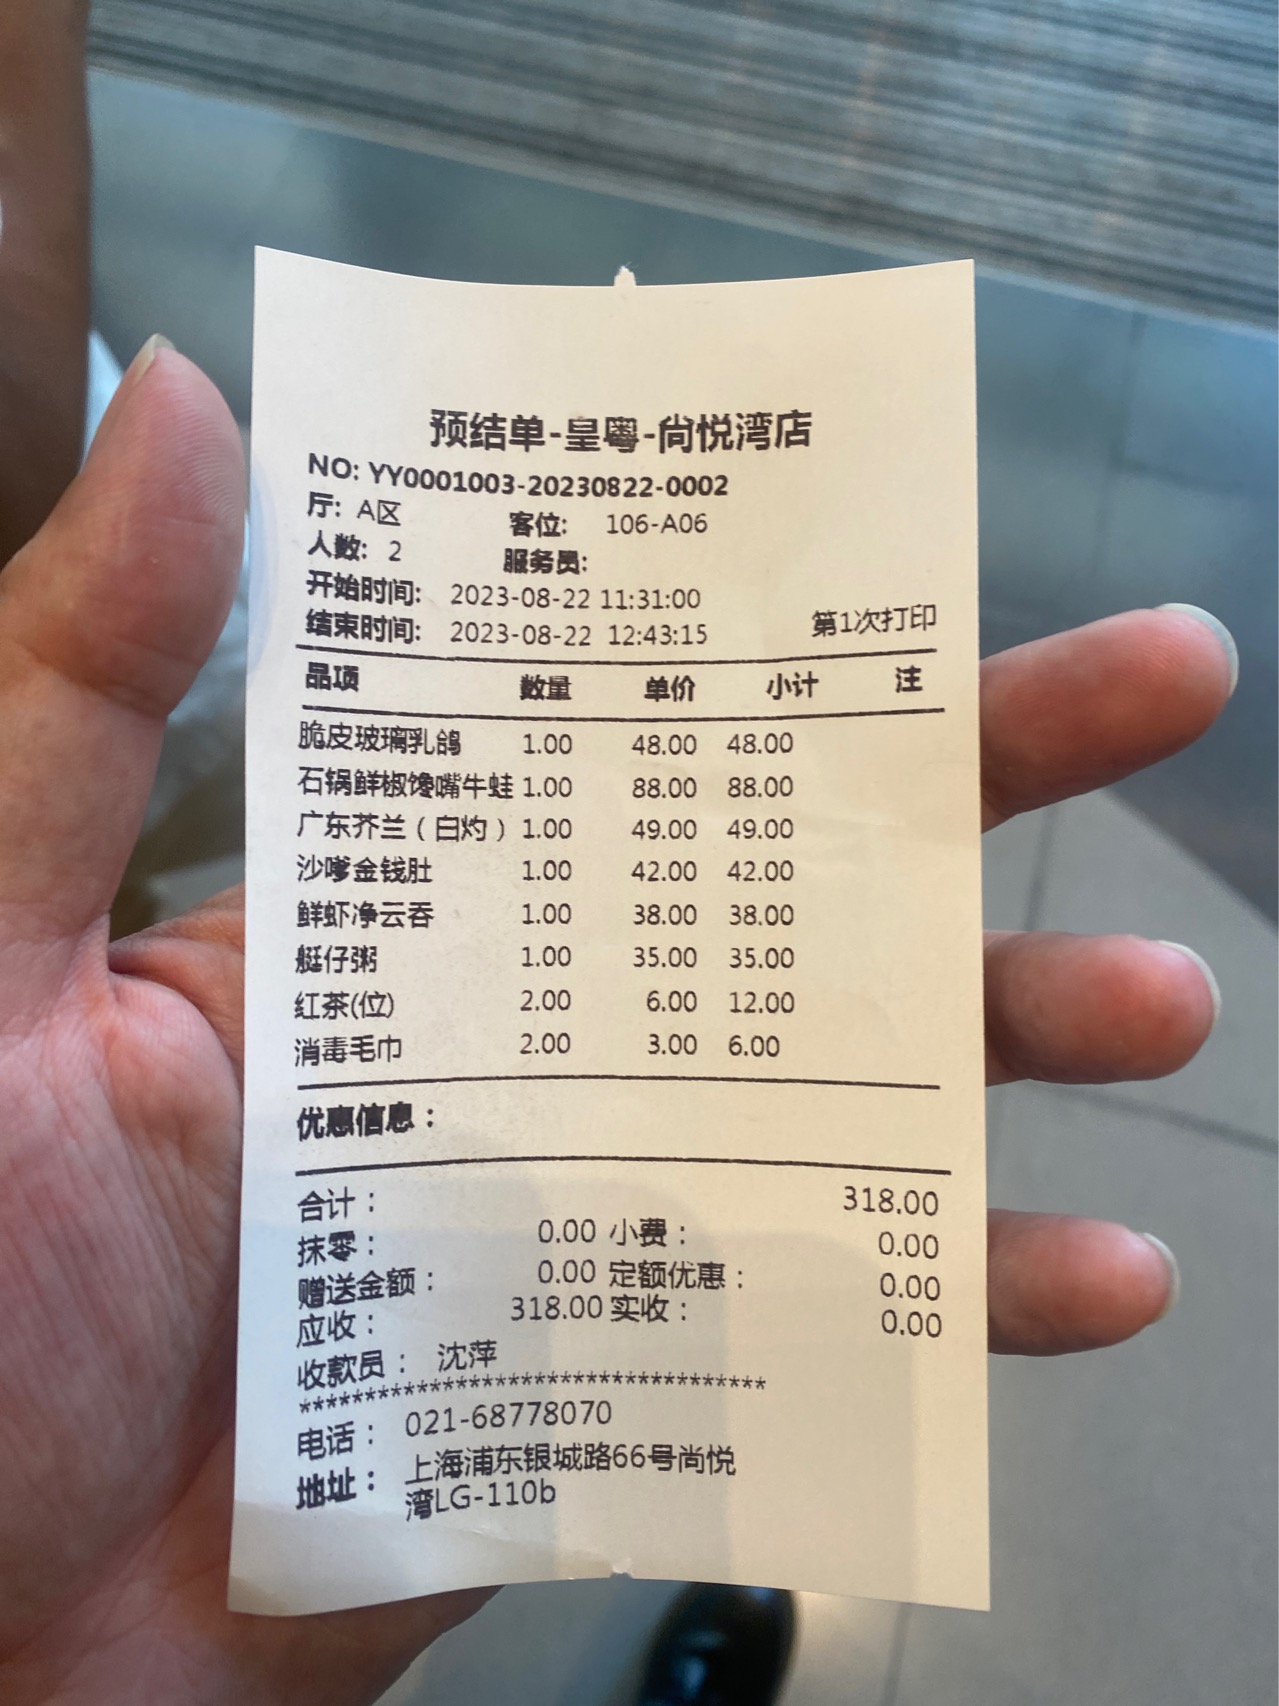 预结单-皇粤-尚悦湾店
NO: YY0001003-20230822-0002
厅: A区 客位: 106-A06
人数: 2 服务员:
开始时间: 2023-08-22 11:31:00
结束时间: 2023-08-22 12:43:15 第1次打印
品项 数量 单价 小计 注
脆皮玻璃乳鸽 1.00 48.00 48.00
石锅鲜椒馋嘴牛蛙 1.00 88.00 88.00
广东芥兰（白灼） 1.00 49.00 49.00
沙嗲金钱肚 1.00 42.00 42.00
鲜虾净云吞 1.00 38.00 38.00
艇仔粥 1.00 35.00 35.00
红茶(位) 2.00 6.00 12.00
消毒毛巾 2.00 3.00 6.00
优惠信息：
合计： 318.00
抹零： 0.00 小费： 0.00
赠送金额： 0.00 定额优惠： 0.00
应收： 318.00 实收： 0.00
收款员： 沈萍
************************************
电话： 021-68778070
地址： 上海浦东银城路66号尚悦
湾LG-110b